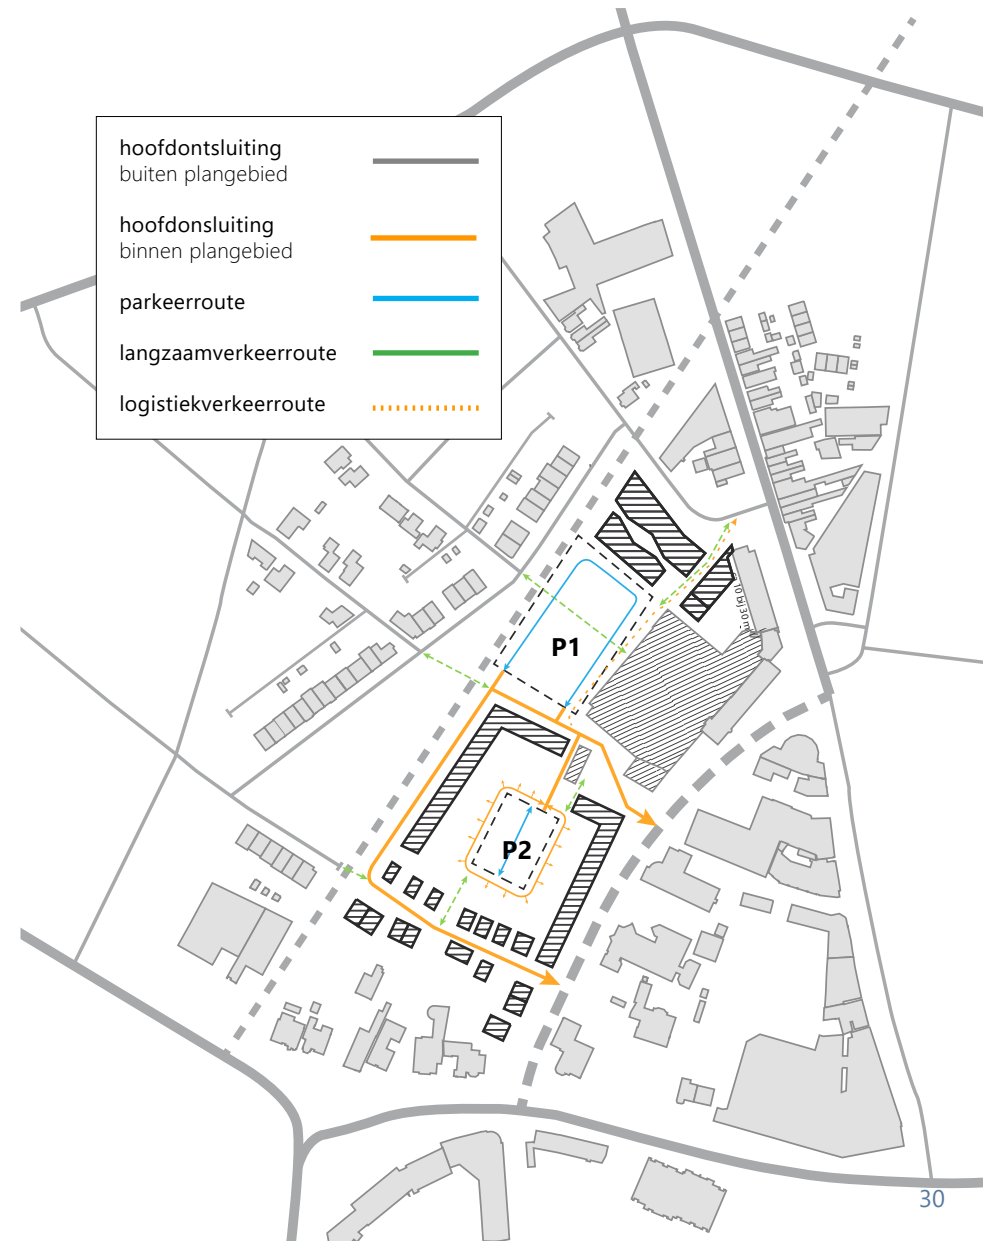 hoofdontsluiting
buiten plangebied
hoofdonsluiting
binnen plangebied
parkeerroute
langzaamverkeerroute
logistiekverkeerroute
P1
P2
30